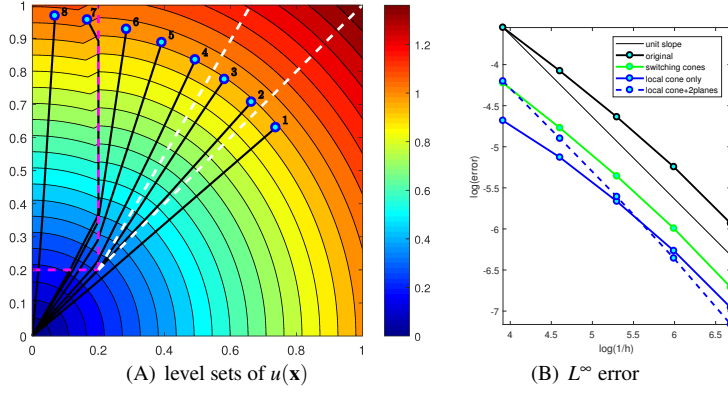 1
0.9
0.8
0.7
0.6
0.5
0.4
0.3
0.2
0.1
0
0 0.2 0.4 0.6 0.8 1
8 7 6 5 4 3 2 1
1.2
1
0.8
0.6
0.4
0.2
0
(A) level sets of u(x)
log(error)
-4
-4.5
-5
-5.5
-6
-6.5
-7
4 4.5 5 5.5 6 6.5
log(1/h)
unit slope
original
switching cones
local cone only
local cone+2planes
(B) L∞ error